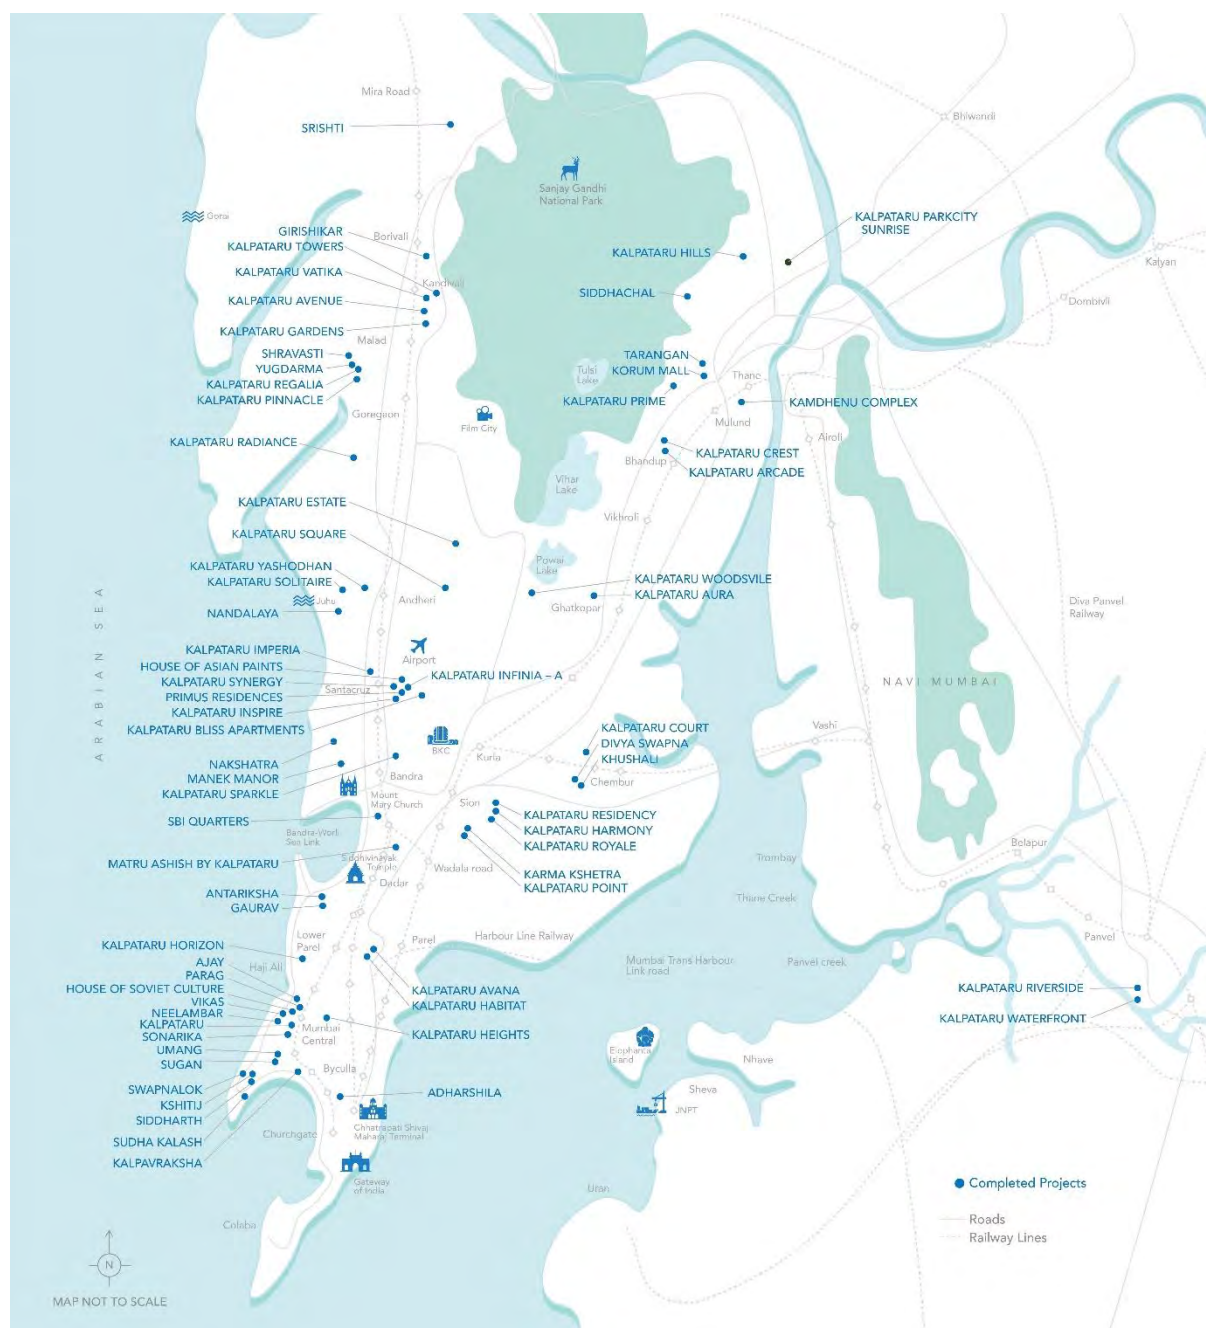 Mira Road
SRISHTI
Bhiwandi
Sanjay Gandhi
National Park
Gorai
KALPATARU PARKCITY
SUNRISE
GIRISHIKAR
Borivali
KALPATARU TOWERS
KALPATARU HILLS
Kalyan
KALPATARU VATIKA
Kandivali
KALPATARU AVENUE
SIDDHACHAL
Dombivli
KALPATARU GARDENS
Malad
SHRAVASTI
YUGDARMA
KALPATARU REGALIA
KALPATARU PINNACLE
TARANGAN
KORUM MALL
Tulsi
Lake
Thane
KALPATARU PRIME
KAMDHENU COMPLEX
Goregaon
Film City
Mulund
Airoli
KALPATARU RADIANCE
KALPATARU CREST
Bhandup
KALPATARU ARCADE
Vihar
Lake
KALPATARU ESTATE
Vikhroli
KALPATARU SQUARE
Powai
Lake
KALPATARU YASHODHAN
KALPATARU SOLITAIRE
KALPATARU WOODSVILE
KALPATARU AURA
Juhu
Andheri
Ghatkopar
NANDALAYA
Diva Panvel
Railway
ARABIAN SEA
KALPATARU IMPERIA
HOUSE OF ASIAN PAINTS
KALPATARU SYNERGY
PRIMUS RESIDENCES
KALPATARU INSPIRE
KALPATARU BLISS APARTMENTS
Airport
KALPATARU INFINIA – A
Santacruz
NAVI MUMBAI
KALPATARU COURT
DIVYA SWAPNA
KHUSHALI
Vashi
BKC
Kurla
NAKSHATRA
MANEK MANOR
KALPATARU SPARKLE
Bandra
Chembur
Mount
Mary Church
Sion
SBI QUARTERS
KALPATARU RESIDENCY
KALPATARU HARMONY
KALPATARU ROYALE
Bandra-Worli
Sea Link
Belapur
MATRU ASHISH BY KALPATARU
Siddhivinayak
Temple
Wadala road
Trombay
Dadar
KARMA KSHETRA
KALPATARU POINT
ANTARIKSHA
GAURAV
Thane Creek
Lower
Parel
Parel
Harbour Line Railway
Panvel
KALPATARU HORIZON
Haji Ali
Mumbai Trans Harbour
Link road
Panvel creek
AJAY
PARAG
HOUSE OF SOVIET CULTURE
VIKAS
NEELAMBAR
KALPATARU
SONARIKA
UMANG
SUGAN
KALPATARU AVANA
KALPATARU HABITAT
KALPATARU RIVERSIDE
KALPATARU WATERFRONT
Mumbai
Central
KALPATARU HEIGHTS
Elephanta
Island
Nhave
Byculla
SWAPNALOK
KSHITIJ
SIDDHARTH
ADHARSHILA
Sheva
JNPT
SUDHA KALASH
KALPAVRAKSHA
Churchgate
Chhatrapati Shivaji
Maharaj Terminal
Gateway
of India
Uran
Colaba
Completed Projects
Roads
Railway Lines
N
MAP NOT TO SCALE